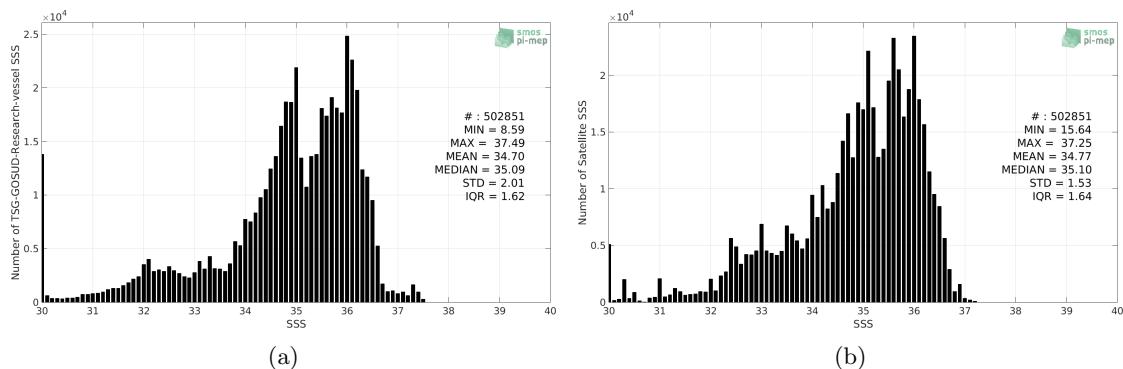 ×10⁴
2.5
2
1.5
1
0.5
0
Number of TSG-GOSUD-Research-vessel SSS
smos
pi-mep
# : 502851
MIN = 8.59
MAX = 37.49
MEAN = 34.70
MEDIAN = 35.09
STD = 2.01
IQR = 1.62
30 31 32 33 34 35 36 37 38 39 40
SSS
(a)
×10⁴
2
1.5
1
0.5
0
Number of Satellite SSS
smos
pi-mep
# : 502851
MIN = 15.64
MAX = 37.25
MEAN = 34.77
MEDIAN = 35.10
STD = 1.53
IQR = 1.64
30 31 32 33 34 35 36 37 38 39 40
SSS
(b)